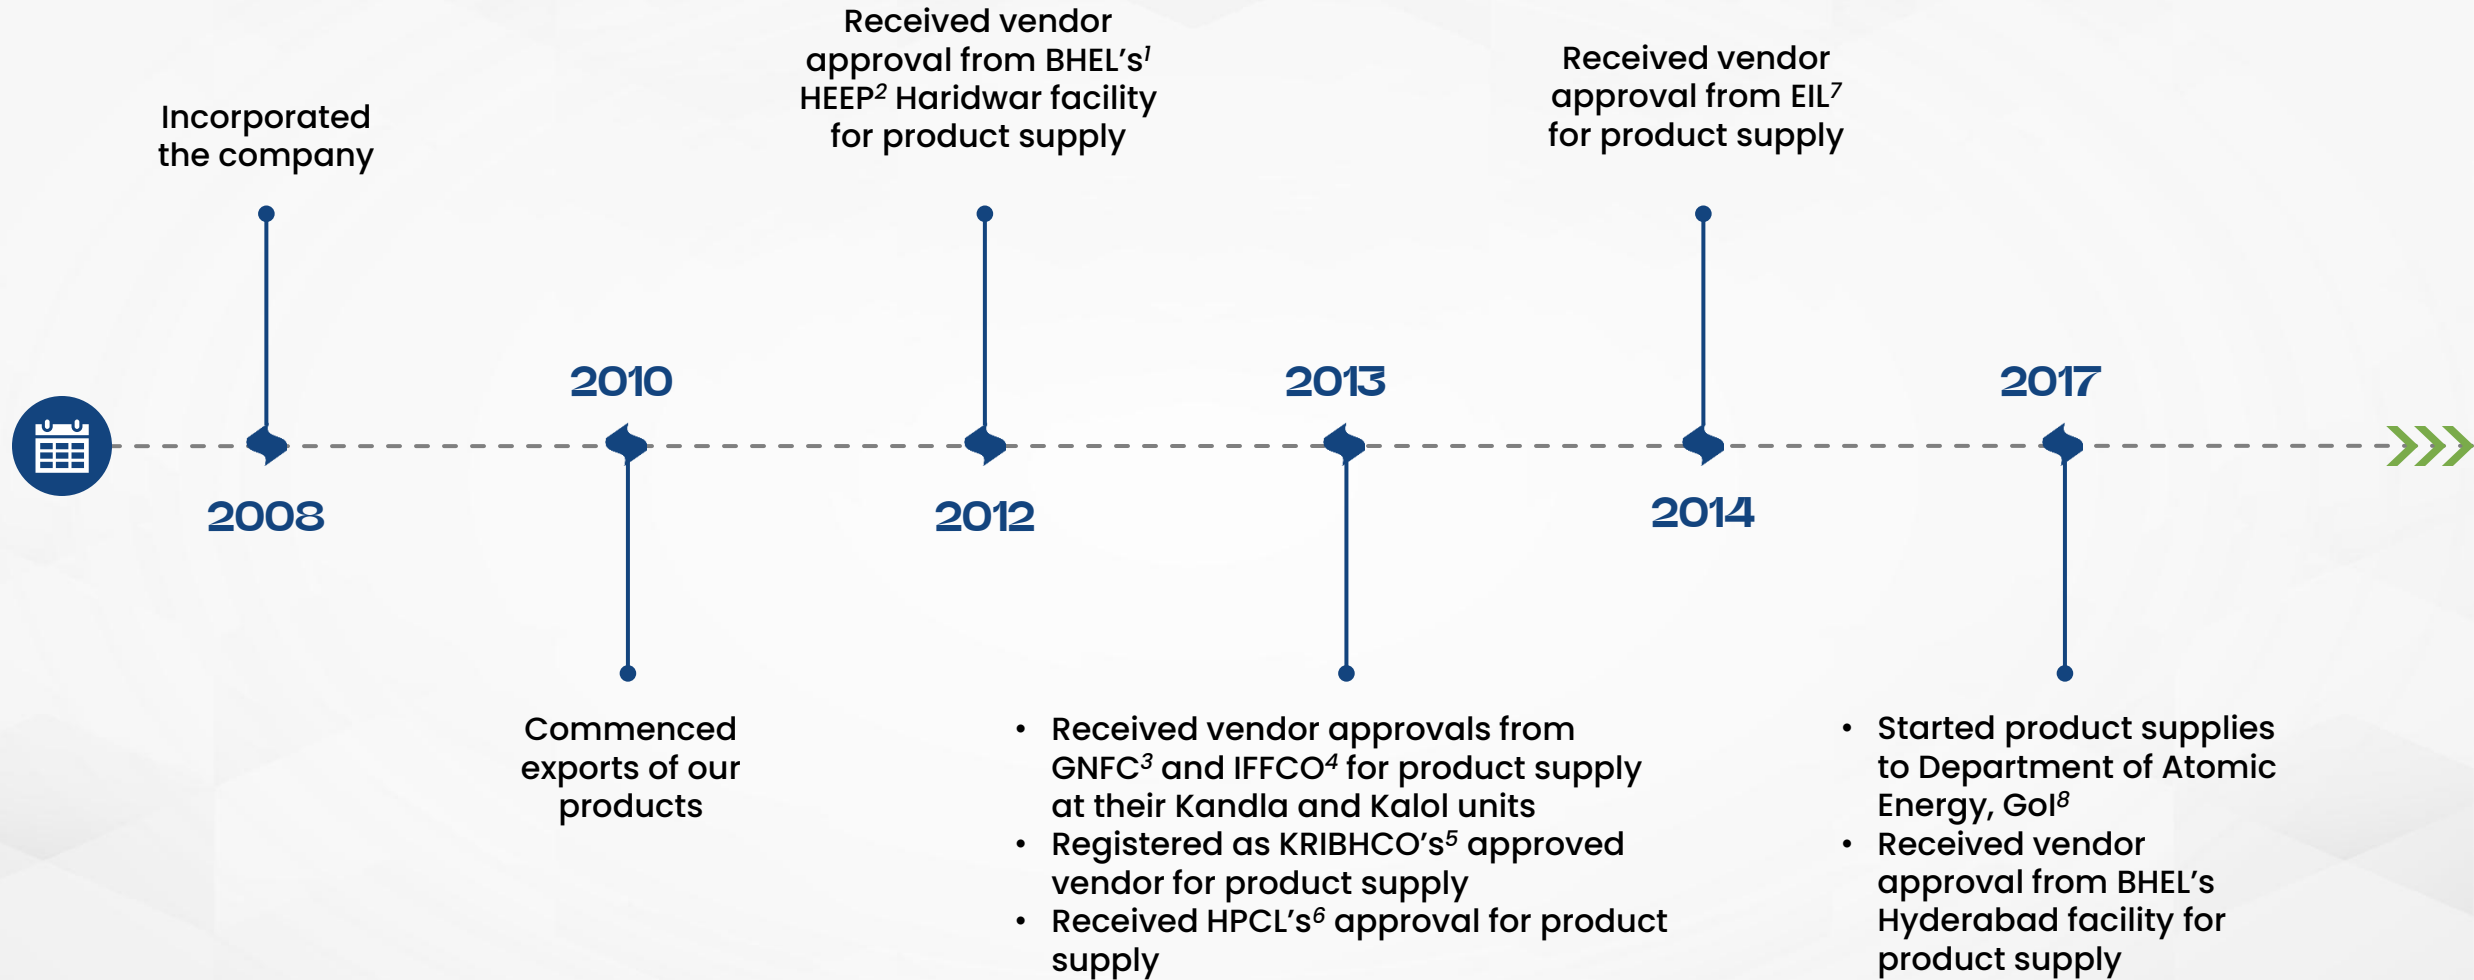 Incorporated
the company
2008
2010
Commenced
exports of our
products
Received vendor
approval from BHEL’s¹
HEEP² Haridwar facility
for product supply
2012
2013
• Received vendor approvals from
GNFC³ and IFFCO⁴ for product supply
at their Kandla and Kalol units
• Registered as KRIBHCO’s⁵ approved
vendor for product supply
• Received HPCL’s⁶ approval for product
supply
Received vendor
approval from EIL⁷
for product supply
2014
2017
• Started product supplies
to Department of Atomic
Energy, GoI⁸
• Received vendor
approval from BHEL’s
Hyderabad facility for
product supply